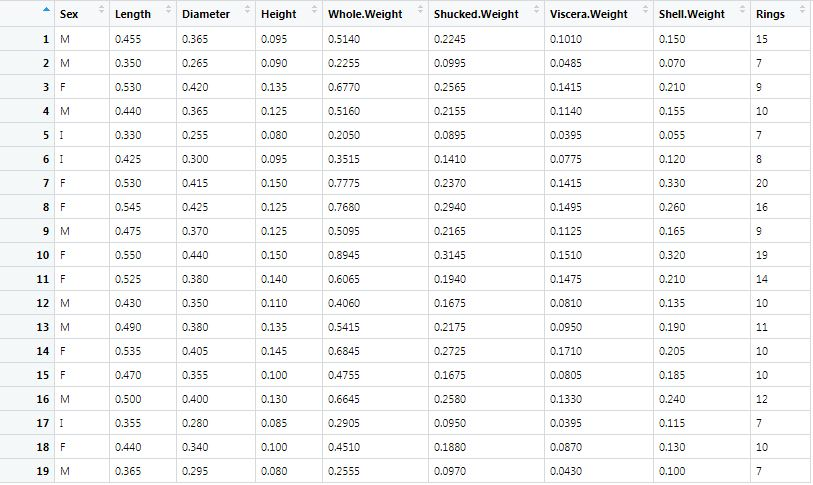 Sex Length Diameter Height Whole.Weight Shucked.Weight Viscera.Weight Shell.Weight Rings
1 M 0.455 0.365 0.095 0.5140 0.2245 0.1010 0.150 15
2 M 0.350 0.265 0.090 0.2255 0.0995 0.0485 0.070 7
3 F 0.530 0.420 0.135 0.6770 0.2565 0.1415 0.210 9
4 M 0.440 0.365 0.125 0.5160 0.2155 0.1140 0.155 10
5 I 0.330 0.255 0.080 0.2050 0.0895 0.0395 0.055 7
6 I 0.425 0.300 0.095 0.3515 0.1410 0.0775 0.120 8
7 F 0.530 0.415 0.150 0.7775 0.2370 0.1415 0.330 20
8 F 0.545 0.425 0.125 0.7680 0.2940 0.1495 0.260 16
9 M 0.475 0.370 0.125 0.5095 0.2165 0.1125 0.165 9
10 F 0.550 0.440 0.150 0.8945 0.3145 0.1510 0.320 19
11 F 0.525 0.380 0.140 0.6065 0.1940 0.1475 0.210 14
12 M 0.430 0.350 0.110 0.4060 0.1675 0.0810 0.135 10
13 M 0.490 0.380 0.135 0.5415 0.2175 0.0950 0.190 11
14 F 0.535 0.405 0.145 0.6845 0.2725 0.1710 0.205 10
15 F 0.470 0.355 0.100 0.4755 0.1675 0.0805 0.185 10
16 M 0.500 0.400 0.130 0.6645 0.2580 0.1330 0.240 12
17 I 0.355 0.280 0.085 0.2905 0.0950 0.0395 0.115 7
18 F 0.440 0.340 0.100 0.4510 0.1880 0.0870 0.130 10
19 M 0.365 0.295 0.080 0.2555 0.0970 0.0430 0.100 7